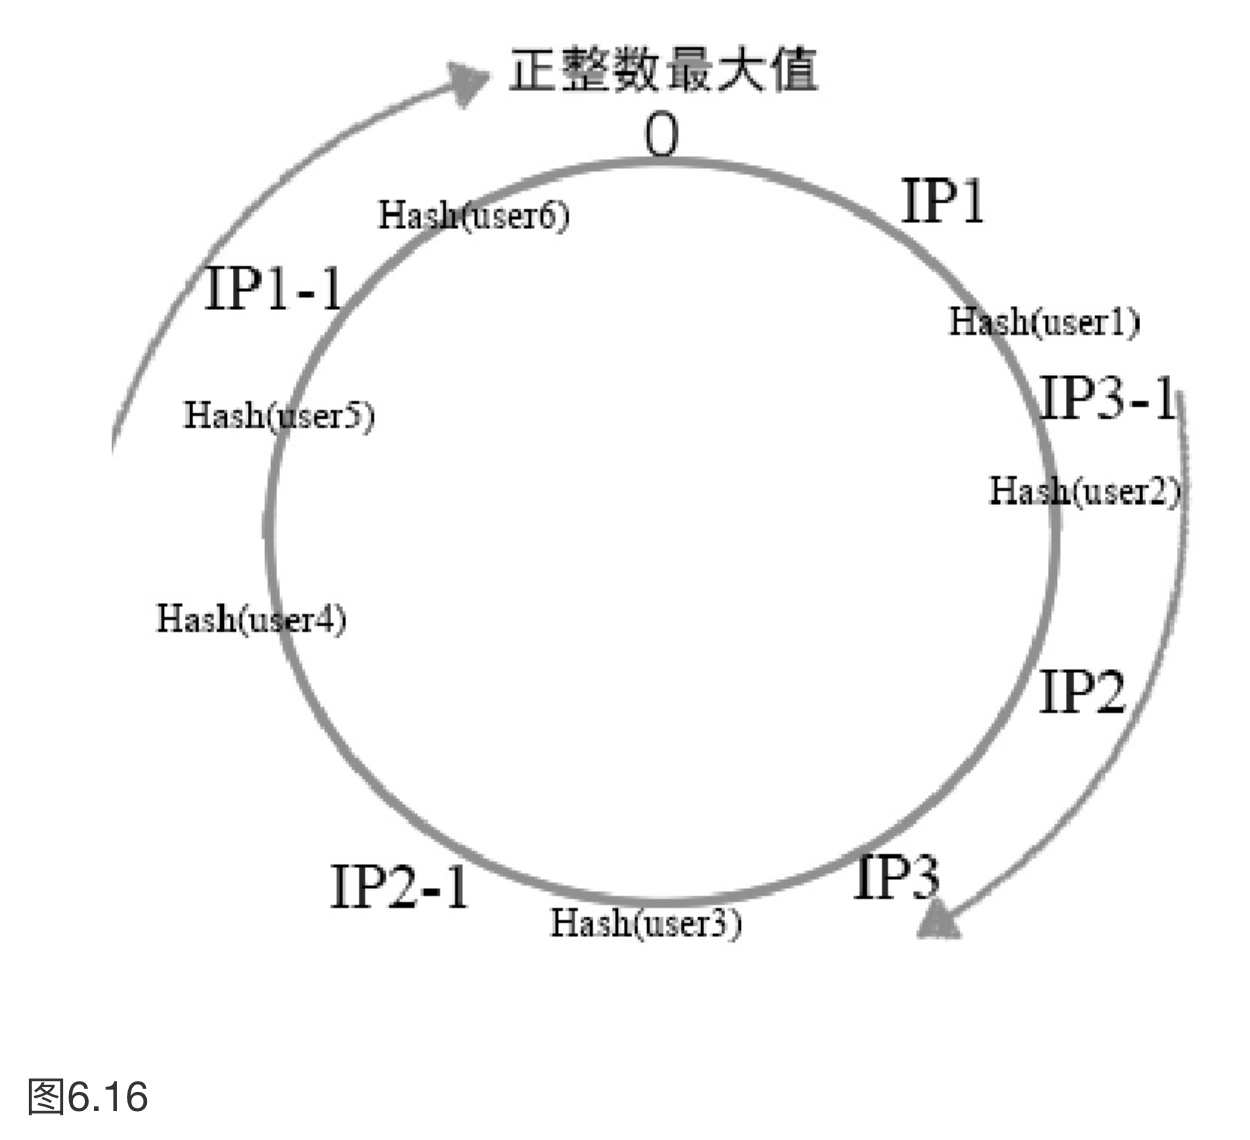 正整数最大值
0
IP1
Hash(user6)
IP1-1
Hash(user1)
IP3-1
Hash(user5)
Hash(user2)
Hash(user4)
IP2
IP3
IP2-1
Hash(user3)
图6.16